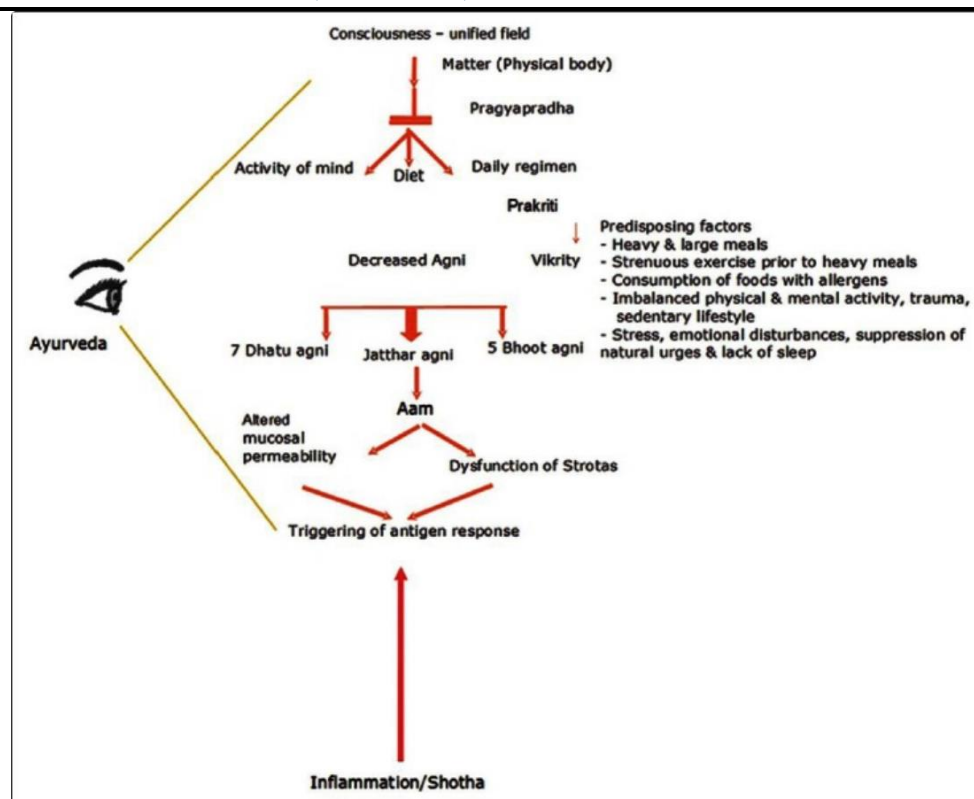 Consciousness – unified field
Matter (Physical body)
Pragyapradha
Activity of mind
Diet
Daily regimen
Prakriti
Predisposing factors
- Heavy & large meals
- Strenuous exercise prior to heavy meals
- Consumption of foods with allergens
- Imbalanced physical & mental activity, trauma,
sedentary lifestyle
- Stress, emotional disturbances, suppression of
natural urges & lack of sleep
Decreased Agni
Vikrity
Ayurveda
7 Dhatu agni
Jatthar agni
5 Bhoot agni
Aam
Altered
mucosal
permeability
Dysfunction of Strotas
Triggering of antigen response
Inflammation/Shotha